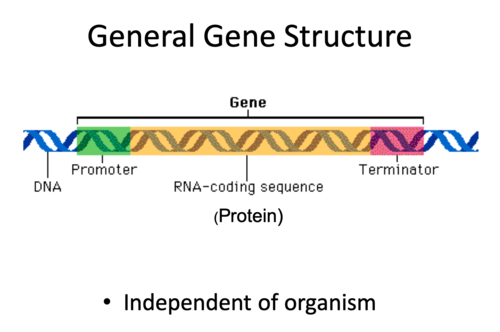 General Gene Structure
Gene
Promoter
Terminator
DNA
RNA-coding sequence
(Protein)
• Independent of organism